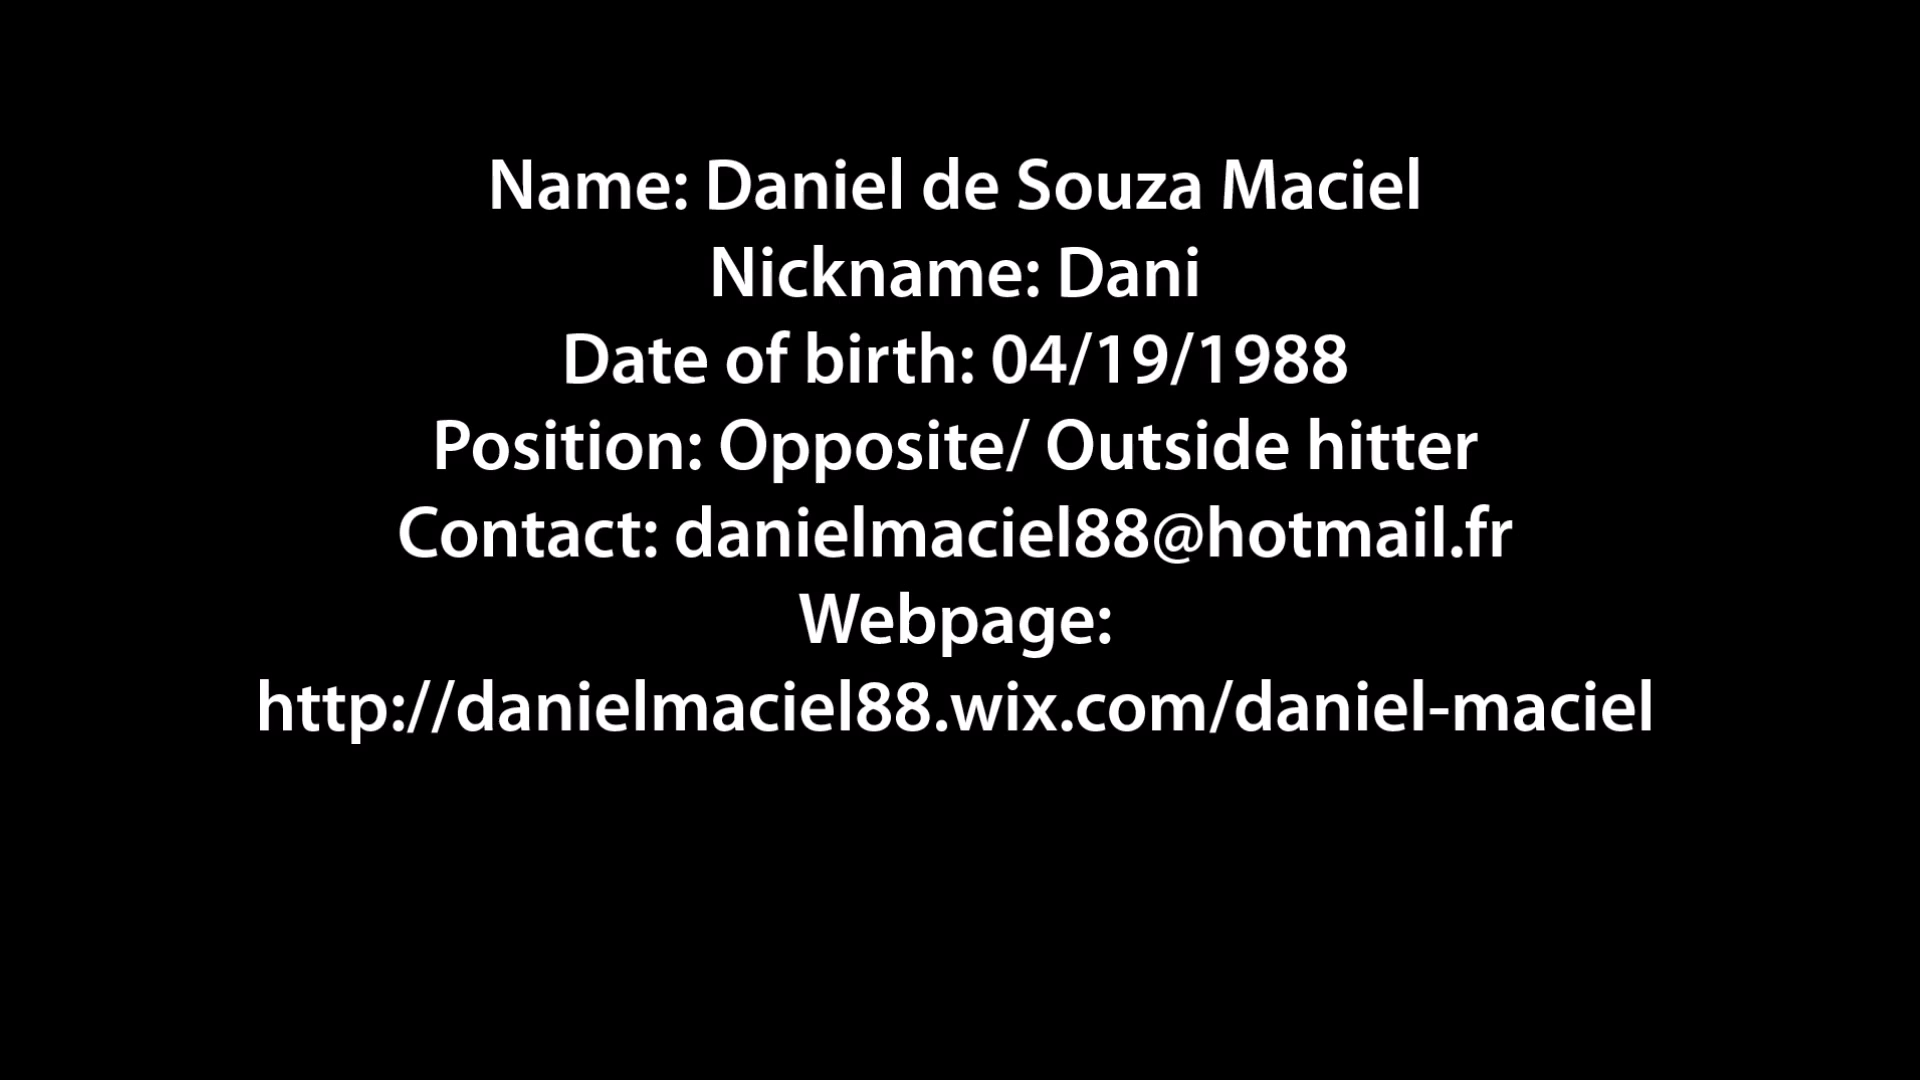 Name: Daniel de Souza Maciel
Nickname: Dani
Date of birth: 04/19/1988
Position: Opposite/ Outside hitter
Contact: danielmaciel88@hotmail.fr
Webpage:
http://danielmaciel88.wix.com/daniel-maciel